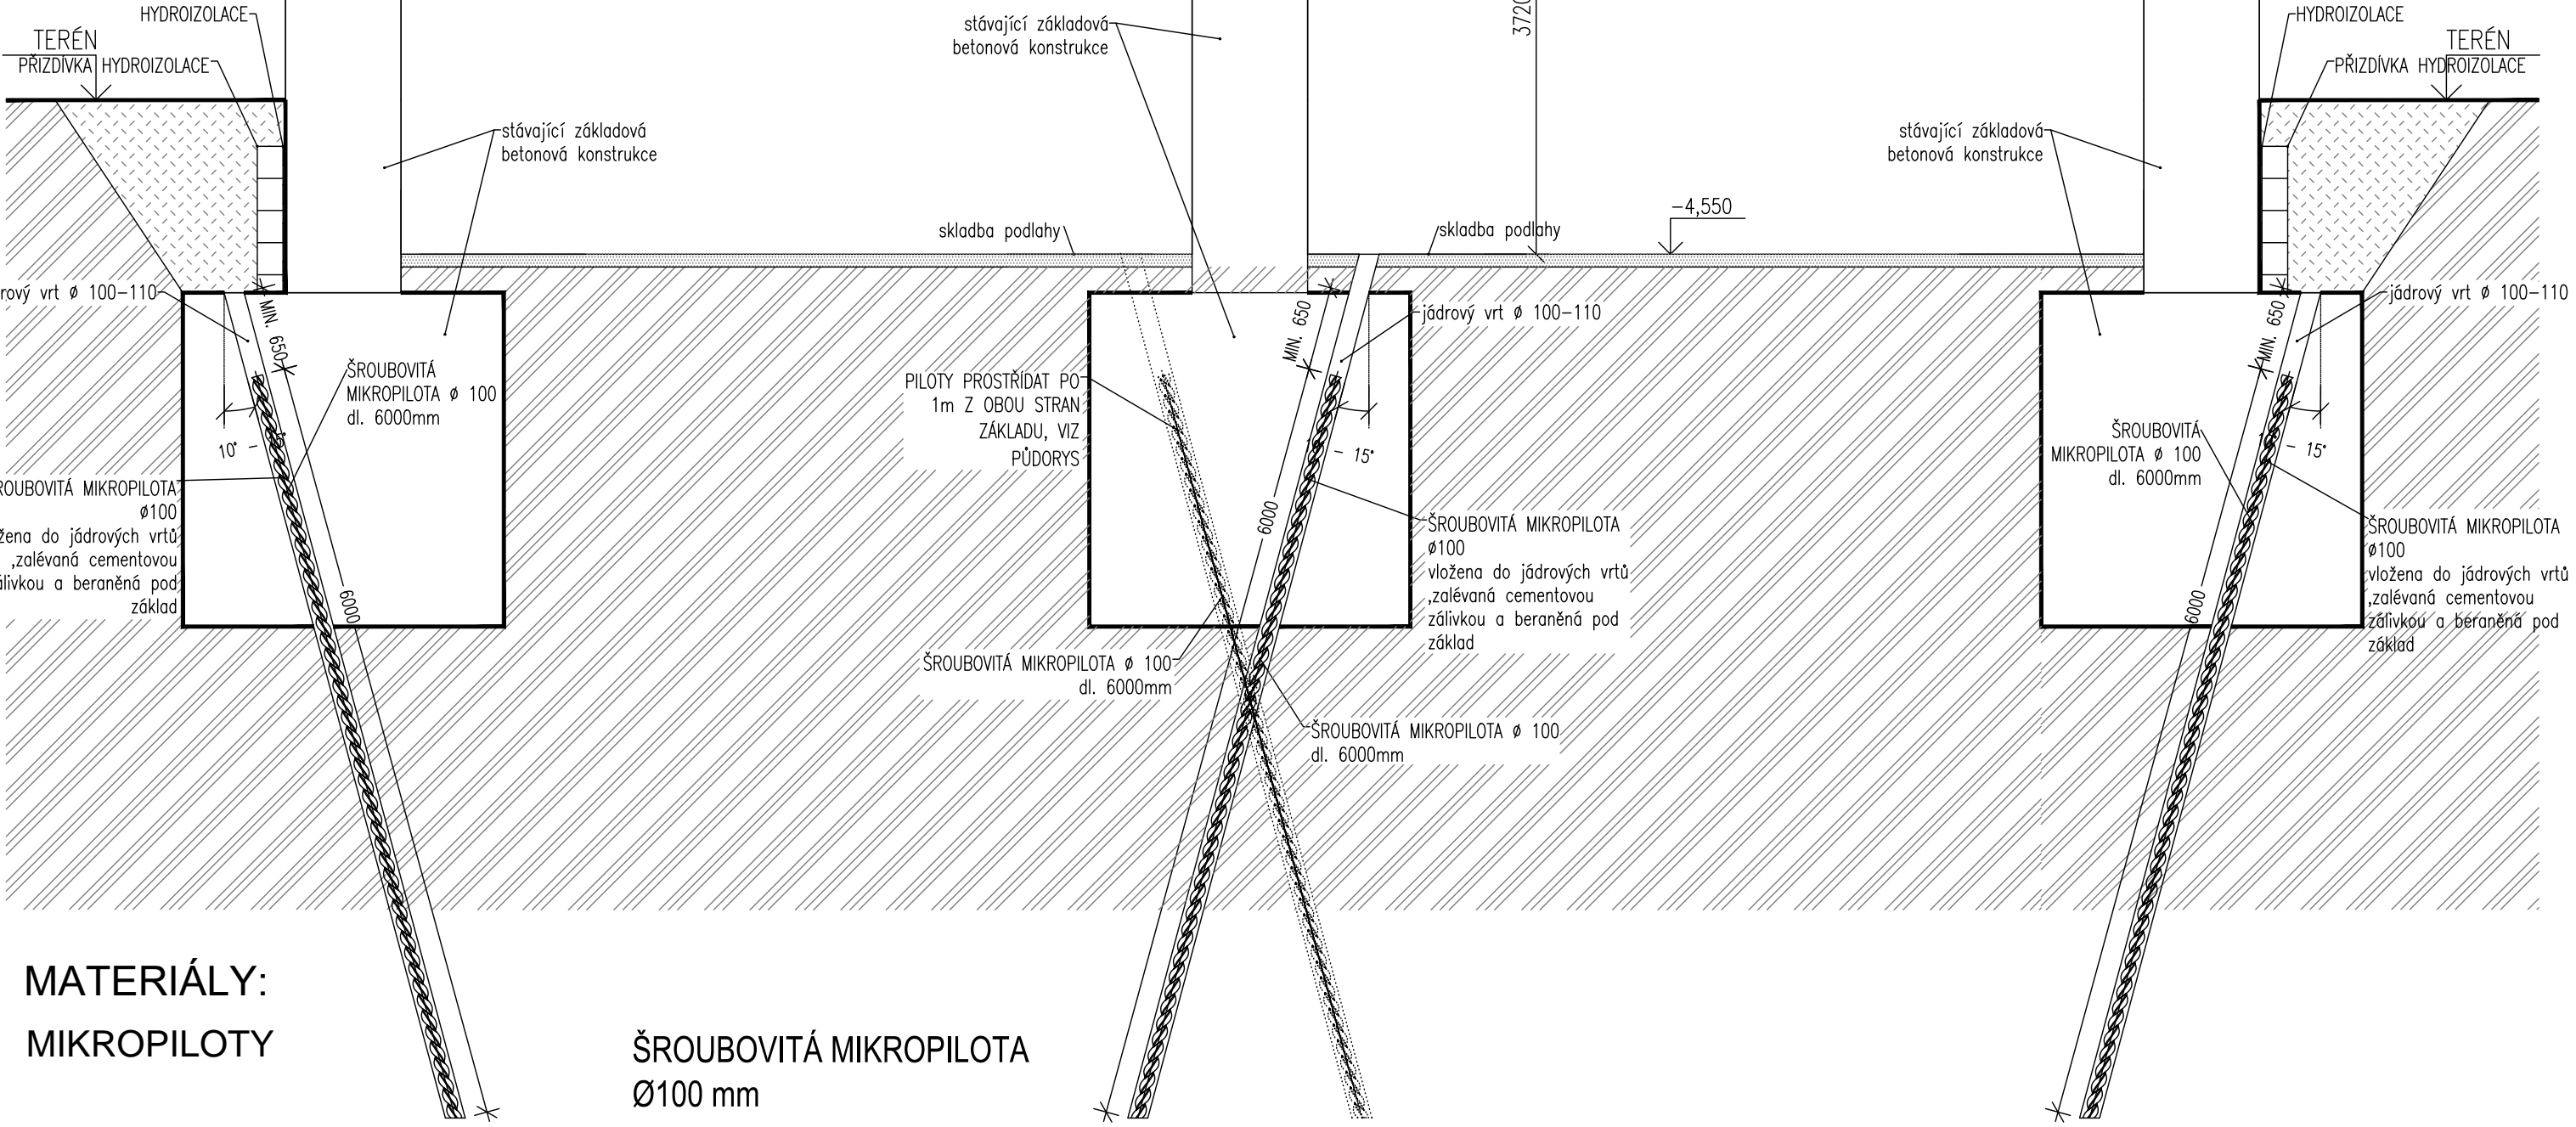 HYDROIZOLACE
TERÉN
PŘIZDÍVKA HYDROIZOLACE
stávající základová
betonová konstrukce
stávající základová
betonová konstrukce
3720
HYDROIZOLACE
TERÉN
PŘIZDÍVKA HYDROIZOLACE
stávající základová
betonová konstrukce
skladba podlahy
skladba podlahy
-4,550
rový vrt ø 100-110
MIN. 650
ŠROUBOVITÁ
MIKROPILOTA ø 100
dl. 6000mm
10° -
ROUBOVITÁ MIKROPILOTA
ø100
žena do jádrových vrtů
,zalévaná cementovou
álivkou a beraněná pod
základ
6000
PILOTY PROSTŘÍDAT PO
1m Z OBOU STRAN
ZÁKLADU, VIZ
PŮDORYS
MIN. 650
jádrový vrt ø 100-110
- 15°
6000
ŠROUBOVITÁ MIKROPILOTA
ø100
vložena do jádrových vrtů
,zalévaná cementovou
zálivkou a beraněná pod
základ
ŠROUBOVITÁ MIKROPILOTA ø 100
dl. 6000mm
ŠROUBOVITÁ MIKROPILOTA ø 100
dl. 6000mm
MIN. 650
jádrový vrt ø 100-110
ŠROUBOVITÁ
MIKROPILOTA ø 100
dl. 6000mm
- 15°
6000
ŠROUBOVITÁ MIKROPILOTA
ø100
vložena do jádrových vrtů
,zalévaná cementovou
zálivkou a beraněná pod
základ
MATERIÁLY:
MIKROPILOTY
ŠROUBOVITÁ MIKROPILOTA
Ø100 mm